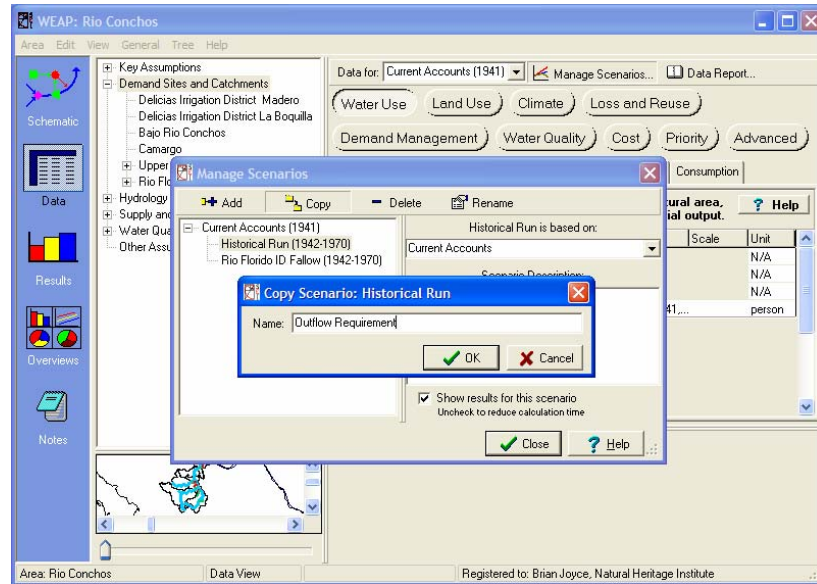 WEAP: Rio Conchos
Area Edit View General Tree Help
Schematic
Data
Results
Overviews
Notes
Key Assumptions
Demand Sites and Catchments
Delicias Irrigation District Madero
Delicias Irrigation District La Boquilla
Bajo Rio Conchos
Camargo
Upper
Rio Flo
Hydrology
Supply and
Water Qua
Other Assu
Data for: Current Accounts (1941) Manage Scenarios... Data Report...
Water Use Land Use Climate Loss and Reuse
Demand Management Water Quality Cost Priority Advanced
Consumption
ural area,
ial output.
? Help
Scale Unit
N/A
N/A
N/A
41,... person
Manage Scenarios
Add Copy Delete Rename
Current Accounts (1941)
Historical Run (1942-1970)
Rio Florido ID Fallow (1942-1970)
Historical Run is based on:
Current Accounts
Scenario Description:
Copy Scenario: Historical Run
Name: Outflow Requirement
OK Cancel
Show results for this scenario
Uncheck to reduce calculation time
Close ? Help
Area: Rio Conchos Data View Registered to: Brian Joyce, Natural Heritage Institute